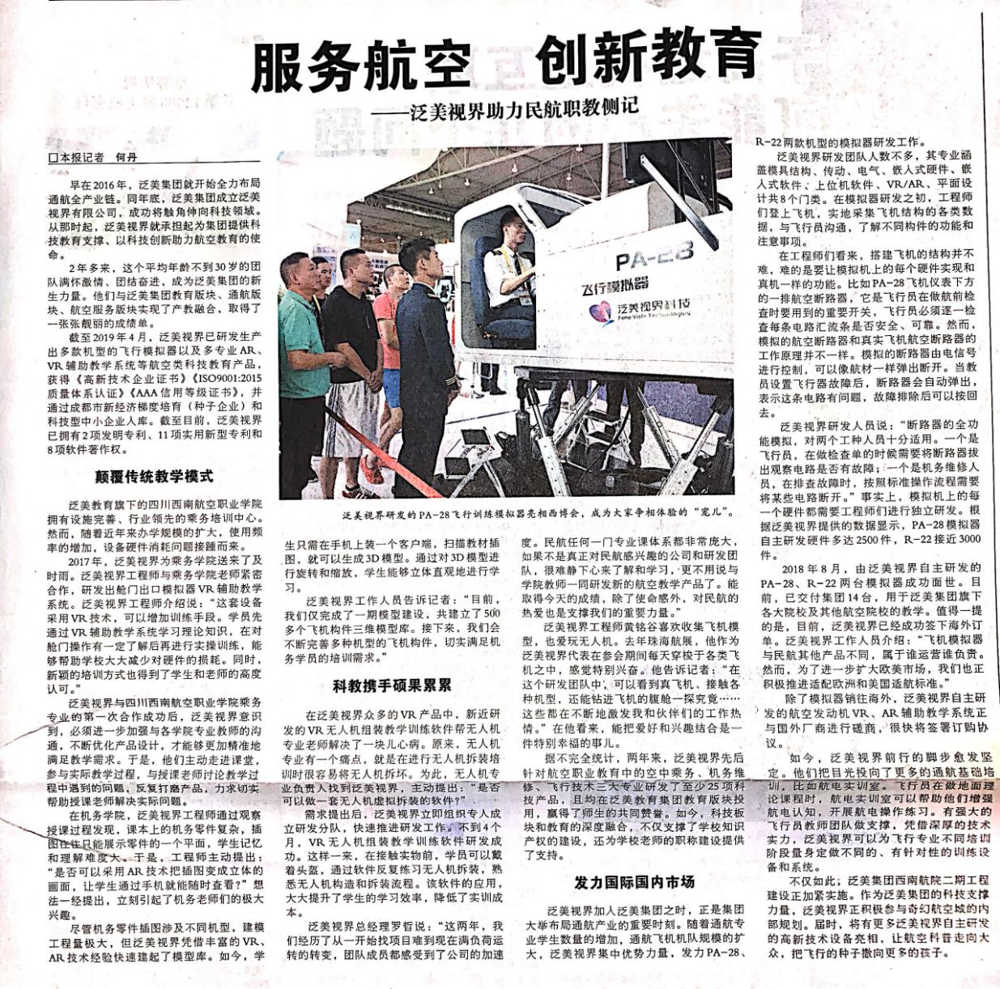 服务航空 创新教育
——泛美视界助力民航职教侧记
□本报记者 何丹
早在2016年，泛美集团就开始全力布局
通航全产业链。同年底，泛美集团成立泛美
视界有限公司，成功将触角伸向科技领域。
从那时起，泛美视界就承担起为集团提供科
技教育支撑、以科技创新助力航空教育的使
命。
2年多来，这个平均年龄不到30岁的团
队满怀激情、团结奋进，成为泛美集团的新
生力量。他们与泛美集团教育版块、通航版
块、航空服务版块实现了产教融合，取得了
一张张靓丽的成绩单。
截至2019年4月，泛美视界已研发生产
出多款机型的飞行模拟器以及多专业AR、
VR辅助教学系统等航空类科技教育产品，
获得《高新技术企业证书》《ISO9001:2015
质量体系认证》《AAA信用等级证书》，并
通过成都市新经济梯度培育（种子企业）和
科技型中小企业入库。截至目前，泛美视界
已拥有2项发明专利、11项实用新型专利和
8项软件著作权。
颠覆传统教学模式
泛美教育旗下的四川西南航空职业学院
拥有设施完善、行业领先的乘务培训中心。
然而，随着近年来办学规模的扩大，使用频
率的增加，设备硬件消耗问题接踵而来。
2017年，泛美视界为乘务学院送来了及
时雨。泛美视界工程师与乘务学院老师紧密
合作，研发出舱门出口模拟器VR辅助教学
系统。泛美视界工程师介绍说：“这套设备
采用VR技术，可以增加训练手段。学员先
通过VR辅助教学系统学习理论知识，在对
舱门操作有一定了解后再进行实操训练，能
够帮助学校大大减少对硬件的损耗。同时，
新颖的培训方式也得到了学生和老师的高度
认可。”
泛美视界与四川西南航空职业学院乘务
专业的第一次合作成功后，泛美视界意识
到，必须进一步加强与各学院专业教师的沟
通，不断优化产品设计，才能够更加精准地
满足教学需求。于是，他们主动走进课堂，
参与实际教学过程，与授课老师讨论教学过
程中遇到的问题，反复打磨产品，力求切实
帮助授课老师解决实际问题。
在机务学院，泛美视界工程师通过观察
授课过程发现，课本上的机务零件复杂，插
图往往只能展示零件的一个平面，学生记忆
和理解难度大。于是，工程师主动提出：
“是否可以采用AR技术把插图变成立体的
画面，让学生通过手机就能随时查看？”想
法一经提出，立刻引起了机务老师们的极大
兴趣。
尽管机务零件插图涉及不同机型，建模
工程量极大，但泛美视界凭借丰富的VR、
AR技术经验快速建起了模型库。如今，学
PA-28
飞行模拟器
泛美视界科技
Fame Vista Technologies
泛美视界研发的PA-28飞行训练模拟器亮相西博会，成为大家争相体验的“宠儿”。
生只需在手机上装一个客户端，扫描教材插
图，就可以生成3D模型。通过对3D模型进
行旋转和缩放，学生能够立体直观地进行学
习。
泛美视界工作人员告诉记者：“目前，
我们仅完成了一期模型建设，共建立了500
多个飞机构件三维模型库。接下来，我们会
不断完善多种机型的飞机构件，切实满足机
务学员的培训需求。”
科教携手硕果累累
在泛美视界众多的VR产品中，新近研
发的VR无人机组装教学训练软件帮无人机
专业老师解决了一块儿心病。原来，无人机
专业有一个痛点，就是在进行无人机拆装培
训时很容易将无人机拆坏。为此，无人机专
业负责人找到泛美视界，主动提出：“是否
可以做一套无人机虚拟拆装的软件？”
需求提出后，泛美视界立即组织专人成
立研发分队，快速推进研发工作。不到4个
月，VR无人机组装教学训练软件研发成
功。这样一来，在接触实物前，学员可以戴
着头盔，通过软件反复练习无人机拆装，熟
悉无人机构造和拆装流程。该软件的应用，
大大提升了学生的学习效率，降低了实训成
本。
泛美视界总经理罗哲说：“这两年，我
们经历了从一开始找项目难到现在满负荷运
转的转变，团队成员都感受到了公司的加速
度。民航任何一门专业课体系都非常庞大，
如果不是真正对民航感兴趣的公司和研发团
队，很难静下心来了解和学习，更不用说与
学院教师一同研发新的航空教学产品了。能
取得今天的成绩，除了使命感外，对民航的
热爱也是支撑我们的重要力量。”
泛美视界工程师黄铭谷喜欢收集飞机模
型，也爱玩无人机。去年珠海航展，他作为
泛美视界代表在参会期间每天穿梭于各类飞
机之中，感觉特别兴奋。他告诉记者：“在
这个研发团队中，可以看到真飞机、接触各
种机型，还能钻进飞机的腹舱一探究竟……
这些都在不断地激发我和伙伴们的工作热
情。”在他看来，能把爱好和兴趣结合是一
件特别幸福的事儿。
据不完全统计，两年来，泛美视界先后
针对航空职业教育中的空中乘务、机务维
修、飞行技术三大专业研发了至少25项科
技产品，且均在泛美教育集团教育版块投
用，赢得了师生的共同赞誉。如今，科技板
块和教育的深度融合，不仅支撑了学校知识
产权的建设，还为学校老师的职称建设提供
了支持。
发力国际国内市场
泛美视界加入泛美集团之时，正是集团
大举布局通航产业的重要时刻。随着通航专
业学生数量的增加，通航飞机机队规模的扩
大，泛美视界集中优势力量，发力PA-28、
R-22两款机型的模拟器研发工作。
泛美视界研发团队人数不多，其专业涵
盖模具结构、传动、电气、嵌入式硬件、嵌
入式软件、上位机软件、VR/AR、平面设
计共8个门类。在模拟器研发之初，工程师
们登上飞机，实地采集飞机结构的各类数
据，与飞行员沟通，了解不同构件的功能和
注意事项。
在工程师们看来，搭建飞机的结构并不
难，难的是要让模拟机上的每个硬件实现和
真机一样的功能。比如PA-28飞机仪表下方
的一排航空断路器，它是飞行员在做航前检
查时要用到的重要开关，飞行员必须逐一检
查每条电路汇流条是否安全、可靠。然而，
模拟的航空断路器和真实飞机航空断路器的
工作原理并不一样。模拟的断路器由电信号
进行控制，可以像航材一样弹出断开。当教
员设置飞行器故障后，断路器会自动弹出，
表示这条电路有问题，故障排除后可以按回
去。
泛美视界研发人员说：“断路器的全功
能模拟，对两个工种人员十分适用。一个是
飞行员，在做检查单的时候需要将断路器拔
出观察电路是否有故障；一个是机务维修人
员，在排查故障时，按照标准操作流程需要
将某些电路断开。”事实上，模拟机上的每
一个硬件都需要工程师们进行独立研发。根
据泛美视界提供的数据显示，PA-28模拟器
自主研发硬件多达2500件，R-22接近3000
件。
2018年8月，由泛美视界自主研发的
PA-28、R-22两台模拟器成功面世。目
前，已交付集团14台，用于泛美集团旗下
各大院校及其他航空院校的教学。值得一提
的是，目前，泛美视界已经成功签下海外订
单。泛美视界工作人员介绍：“飞机模拟器
与民航其他产品不同，属于谁运营谁负责。
然而，为了进一步扩大欧美市场，我们也正
积极推进适配欧洲和美国适航标准。”
除了模拟器销往海外，泛美视界自主研
发的航空发动机VR、AR辅助教学系统正
与国外厂商进行磋商，很快将签署订购协
议。
如今，泛美视界前行的脚步愈发坚
定。他们把目光投向了更多的通航基础培
训，比如航电实训室。飞行员在做地面理
论课程时，航电实训室可以帮助他们增强
航电认知，开展航电操作练习。有强大的
飞行员教师团队做支撑，凭借深厚的技术
实力，泛美视界可以为飞行专业不同培训
阶段量身定做不同的、有针对性的训练设
备和系统。
不仅如此，泛美集团西南航院二期工程
建设正加紧实施。作为泛美集团的科技支撑
力量，泛美视界正积极参与奇幻航空城的内
部规划。届时，将有更多泛美视界自主研发
的高新技术设备亮相，让航空科普走向大
众，把飞行的种子撒向更多的孩子。